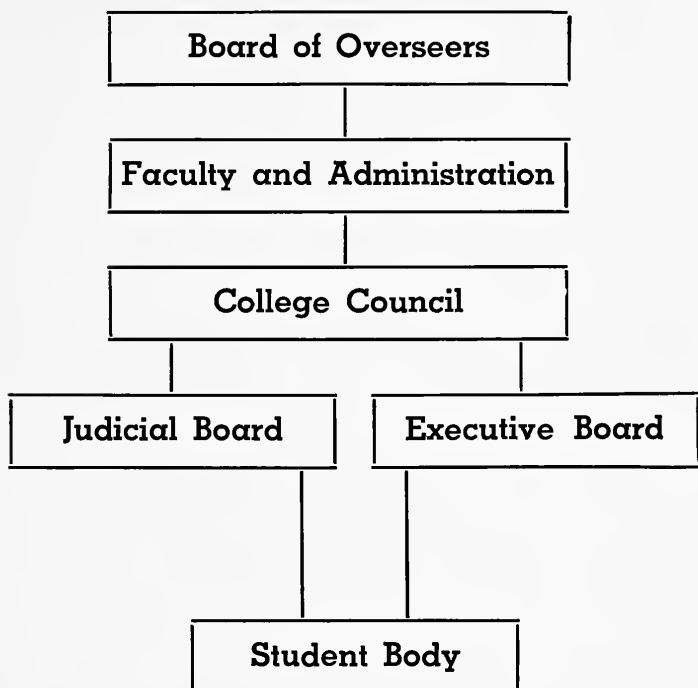 Board of Overseers
Faculty and Administration
College Council
Judicial Board
Executive Board
Student Body